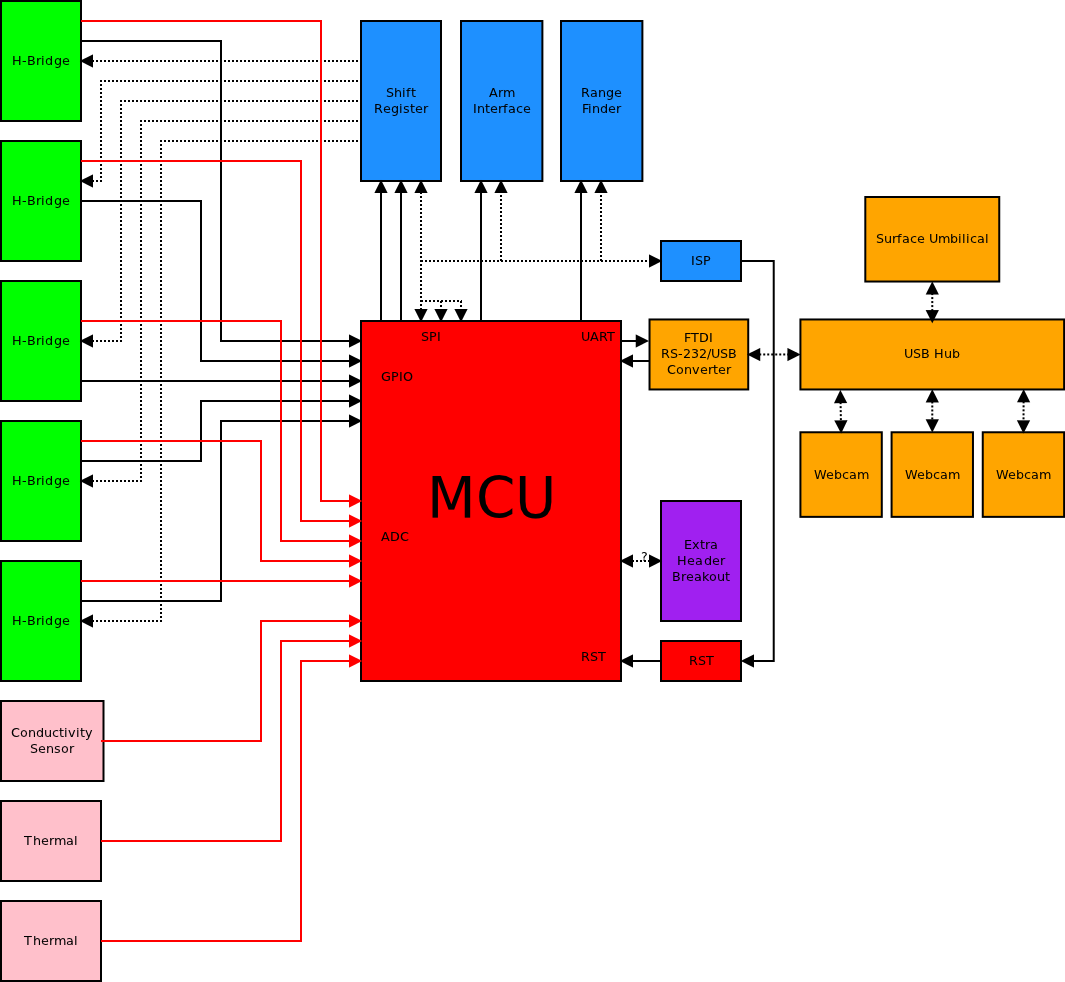 H-Bridge
H-Bridge
H-Bridge
H-Bridge
H-Bridge
Conductivity
Sensor
Thermal
Thermal
Shift
Register
Arm
Interface
Range
Finder
SPI
UART
GPIO
MCU
ADC
RST
ISP
FTDI
RS-232/USB
Converter
?
Extra
Header
Breakout
RST
Surface Umbilical
USB Hub
Webcam
Webcam
Webcam